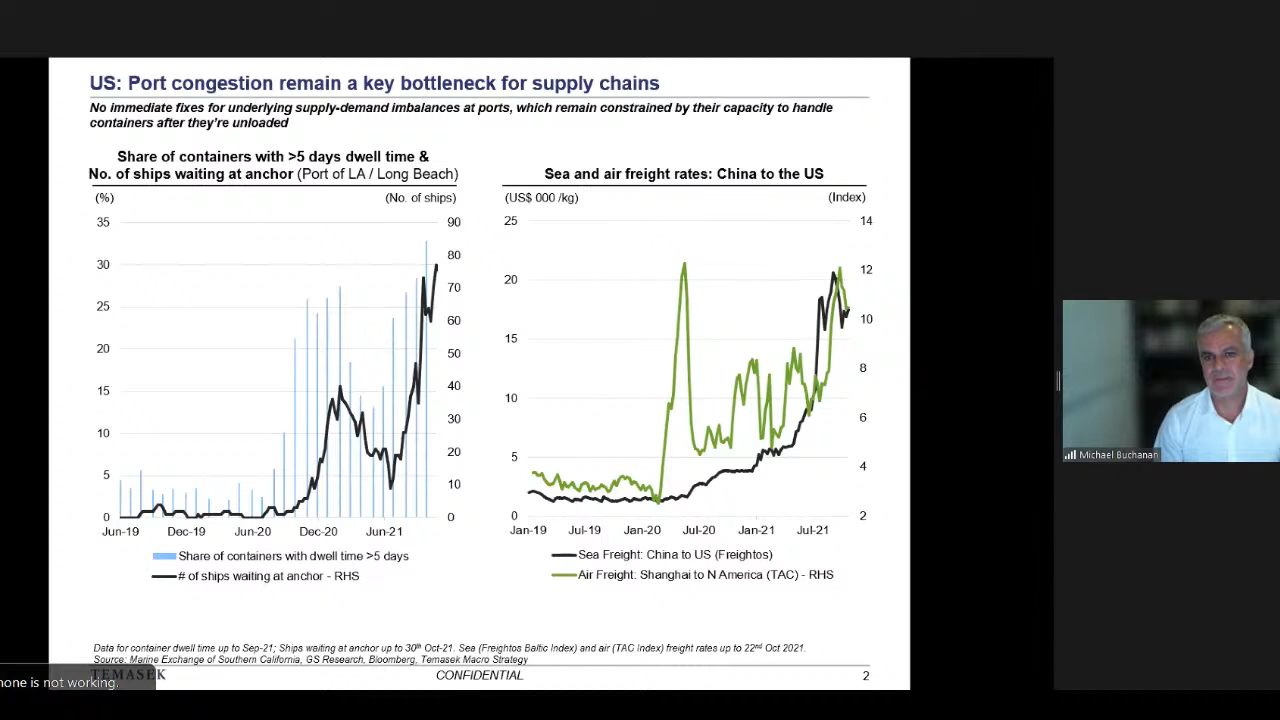 US: Port congestion remain a key bottleneck for supply chains
No immediate fixes for underlying supply-demand imbalances at ports, which remain constrained by their capacity to handle
containers after they're unloaded
Share of containers with >5 days dwell time &
No. of ships waiting at anchor (Port of LA / Long Beach)
(%)
(No. of ships)
35
30
25
20
15
10
5
0
90
80
70
60
50
40
30
20
10
0
Jun-19 Dec-19 Jun-20 Dec-20 Jun-21
Share of containers with dwell time >5 days
# of ships waiting at anchor - RHS
Sea and air freight rates: China to the US
(US$ 000 /kg)
(Index)
25
20
15
10
5
0
14
12
10
8
6
4
2
Jan-19 Jul-19 Jan-20 Jul-20 Jan-21 Jul-21
Sea Freight: China to US (Freightos)
Air Freight: Shanghai to N America (TAC) - RHS
Data for container dwell time up to Sep-21; Ships waiting at anchor up to 30th Oct-21. Sea (Freightos Baltic Index) and air (TAC Index) freight rates up to 22nd Oct 2021.
Source: Marine Exchange of Southern California, GS Research, Bloomberg, Temasek Macro Strategy
TEMASEK
CONFIDENTIAL
2
none is not working.
Michael Buchanan